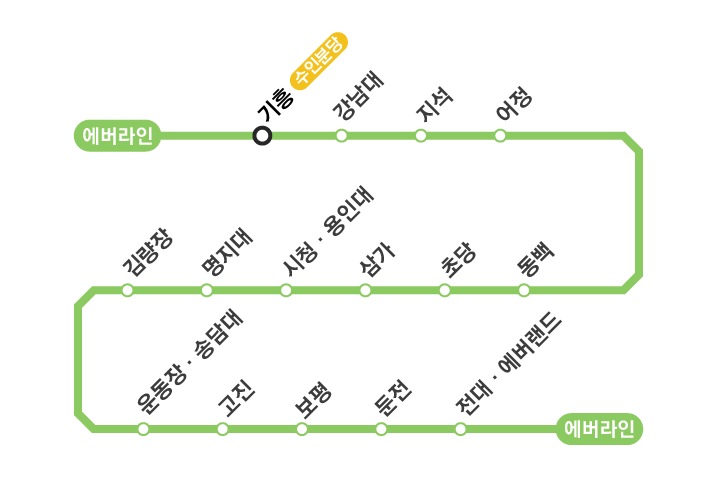 에버라인
기흥
수인분당
강남대
지석
어정
김량장
명지대
시청 · 용인대
삼가
초당
동백
운동장 · 송담대
고진
보평
둔전
전대 · 에버랜드
에버라인